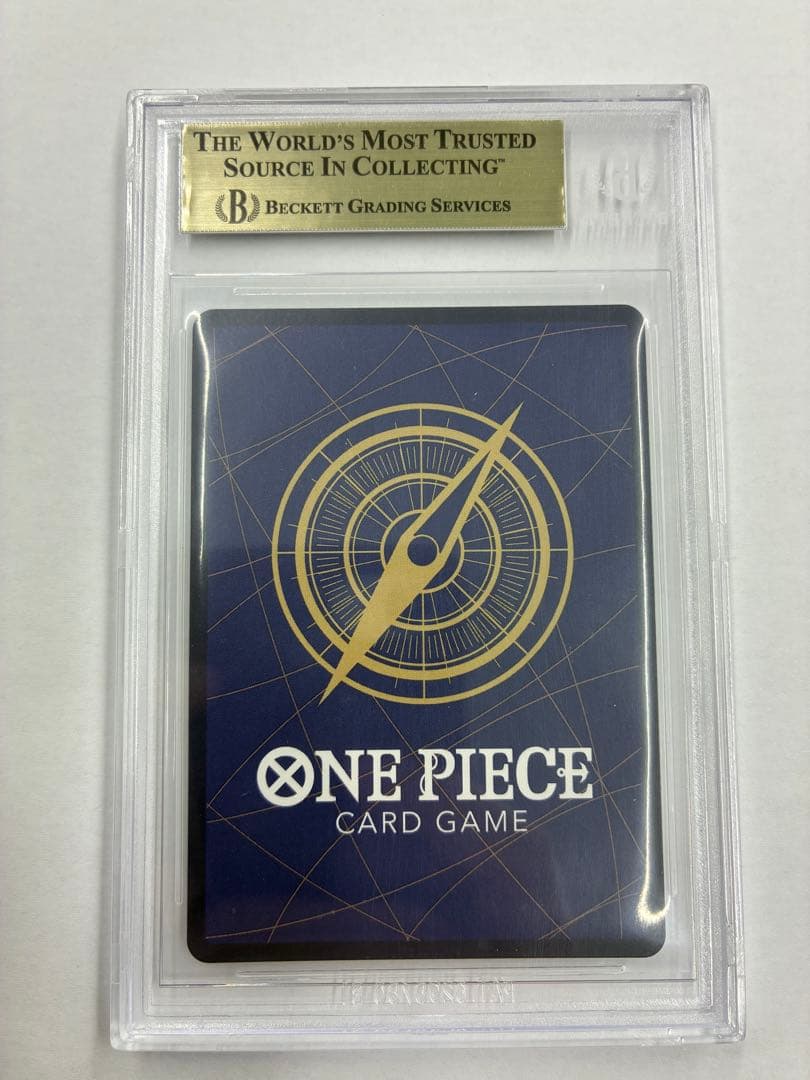 THE WORLD'S MOST TRUSTED
SOURCE IN COLLECTING™
B BECKETT GRADING SERVICES
ONE PIECE
CARD GAME